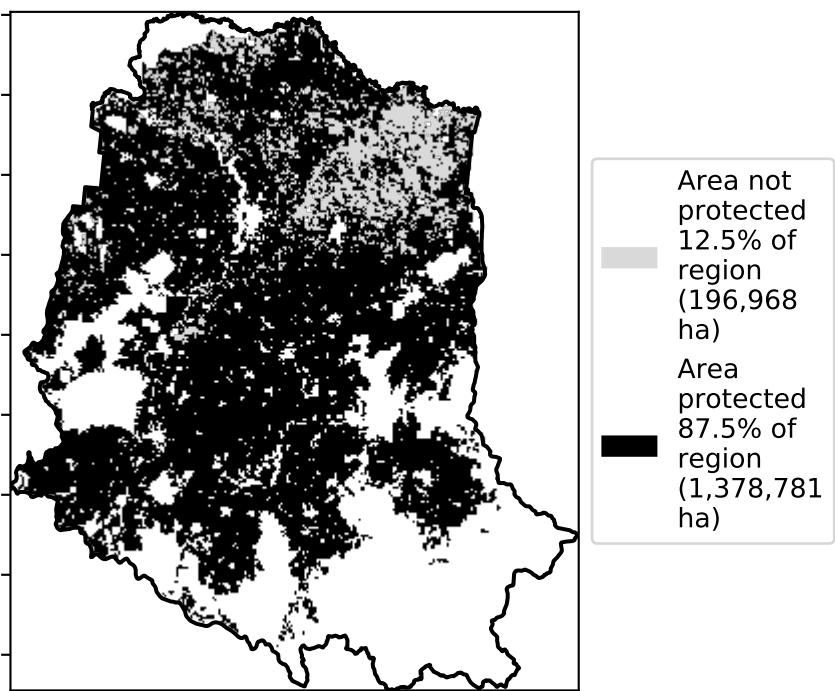 Area not
protected
12.5% of
region
(196,968
ha)
Area
protected
87.5% of
region
(1,378,781
ha)